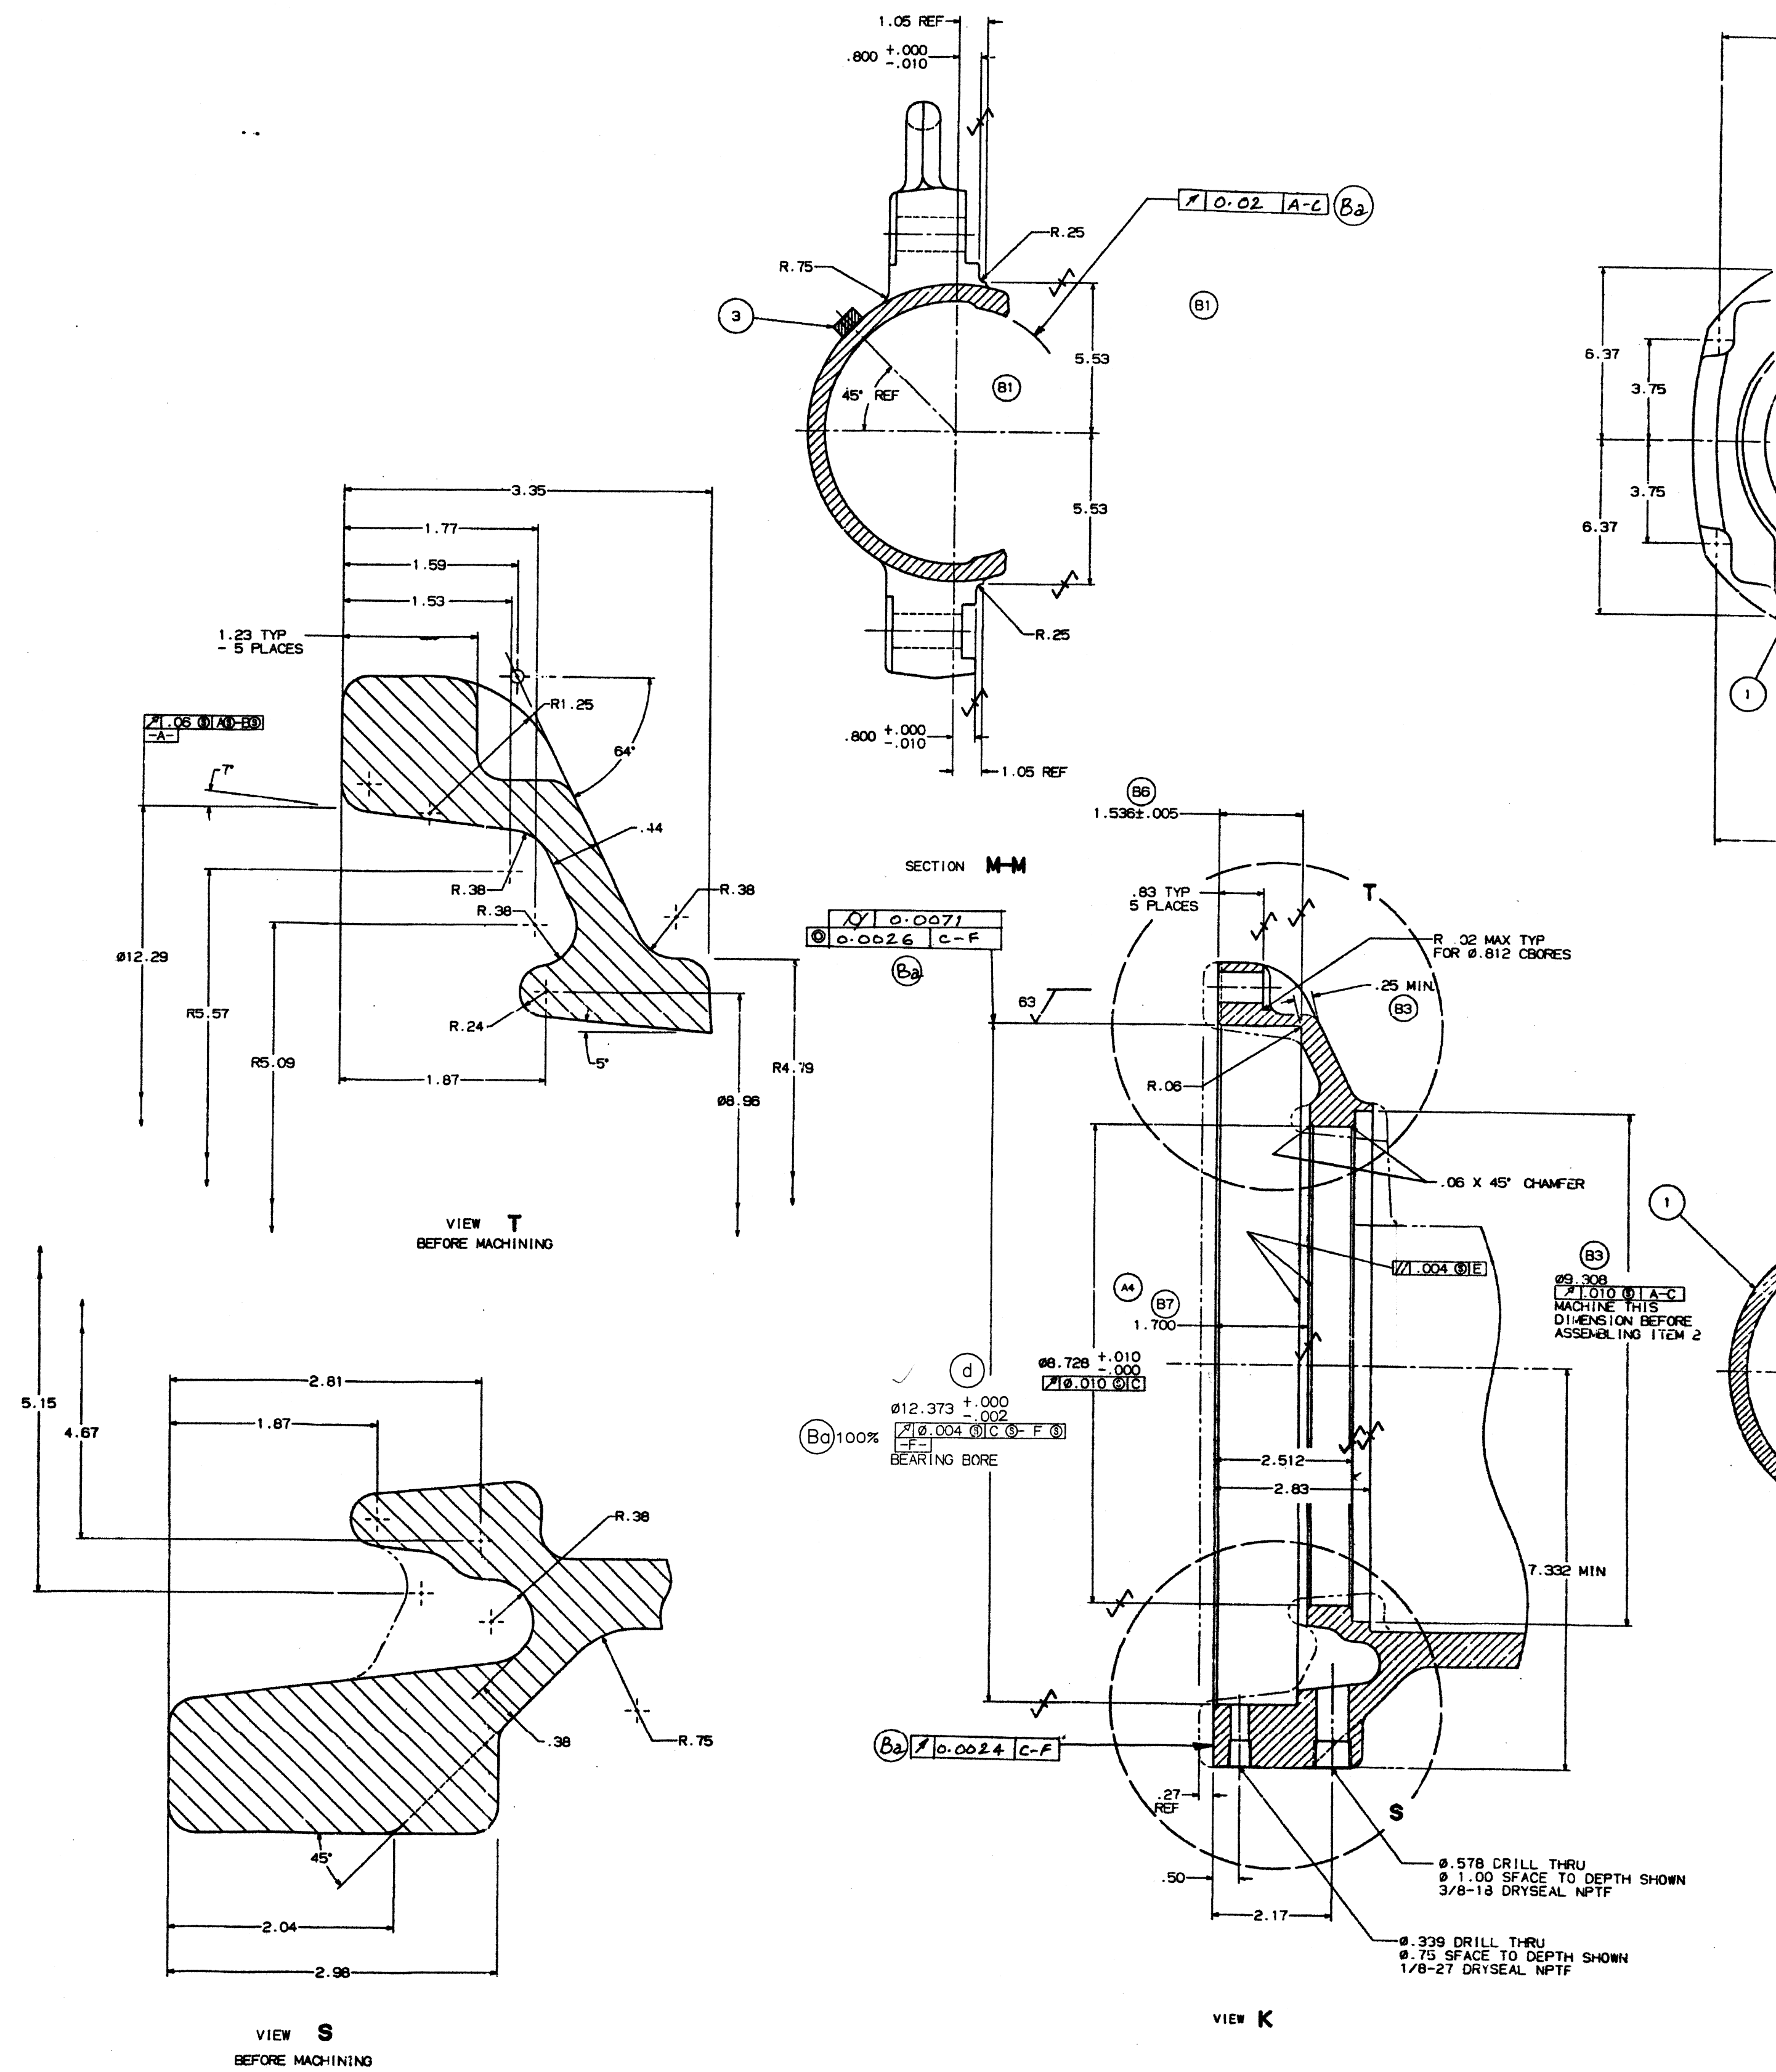 1.05 REF
.800 +.000
-.010
0.02 A-C Ba
R.25
R.75
3
B1
5.53
45° REF
B1
5.53
R.25
.800 +.000
-.010
1.05 REF
SECTION M-M
6.37
3.75
3.75
6.37
1
3.35
1.77
1.59
1.53
1.23 TYP
- 5 PLACES
R1.25
.06 Ⓢ AⓈ-BⓈ
-A-
64°
7°
.44
R.38
R.38
R.38
Ø12.29
R5.57
R.24
5°
R5.09
1.87
R4.79
Ø8.96
VIEW T
BEFORE MACHINING
5.15
4.67
2.81
1.87
R.38
.38
R.75
45°
2.04
2.98
VIEW S
BEFORE MACHINING
B6
1.536±.005
.83 TYP
5 PLACES
T
0.0071
0.0026 C-F
Ba
63
R .02 MAX TYP
FOR Ø.812 CBORES
.25 MIN.
B3
R.06
.06 X 45° CHAMFER
1
// .004 Ⓢ E
B3
Ø9.308
.010 Ⓢ A-C
MACHINE THIS
DIMENSION BEFORE
ASSEMBLING ITEM 2
A4
B7
1.700
Ø8.728 +.010
-.000
Ø.010 Ⓢ C
d
Ø12.373 +.000
-.002
Ba 100%
Ø.004 Ⓢ C Ⓢ- F Ⓢ
-F-
BEARING BORE
2.512
2.83
7.332 MIN
Ba 0.0024 C-F
.27
REF
S
.50
2.17
Ø.578 DRILL THRU
Ø 1.00 SFACE TO DEPTH SHOWN
3/8-18 DRYSEAL NPTF
Ø.339 DRILL THRU
Ø.75 SFACE TO DEPTH SHOWN
1/8-27 DRYSEAL NPTF
VIEW K